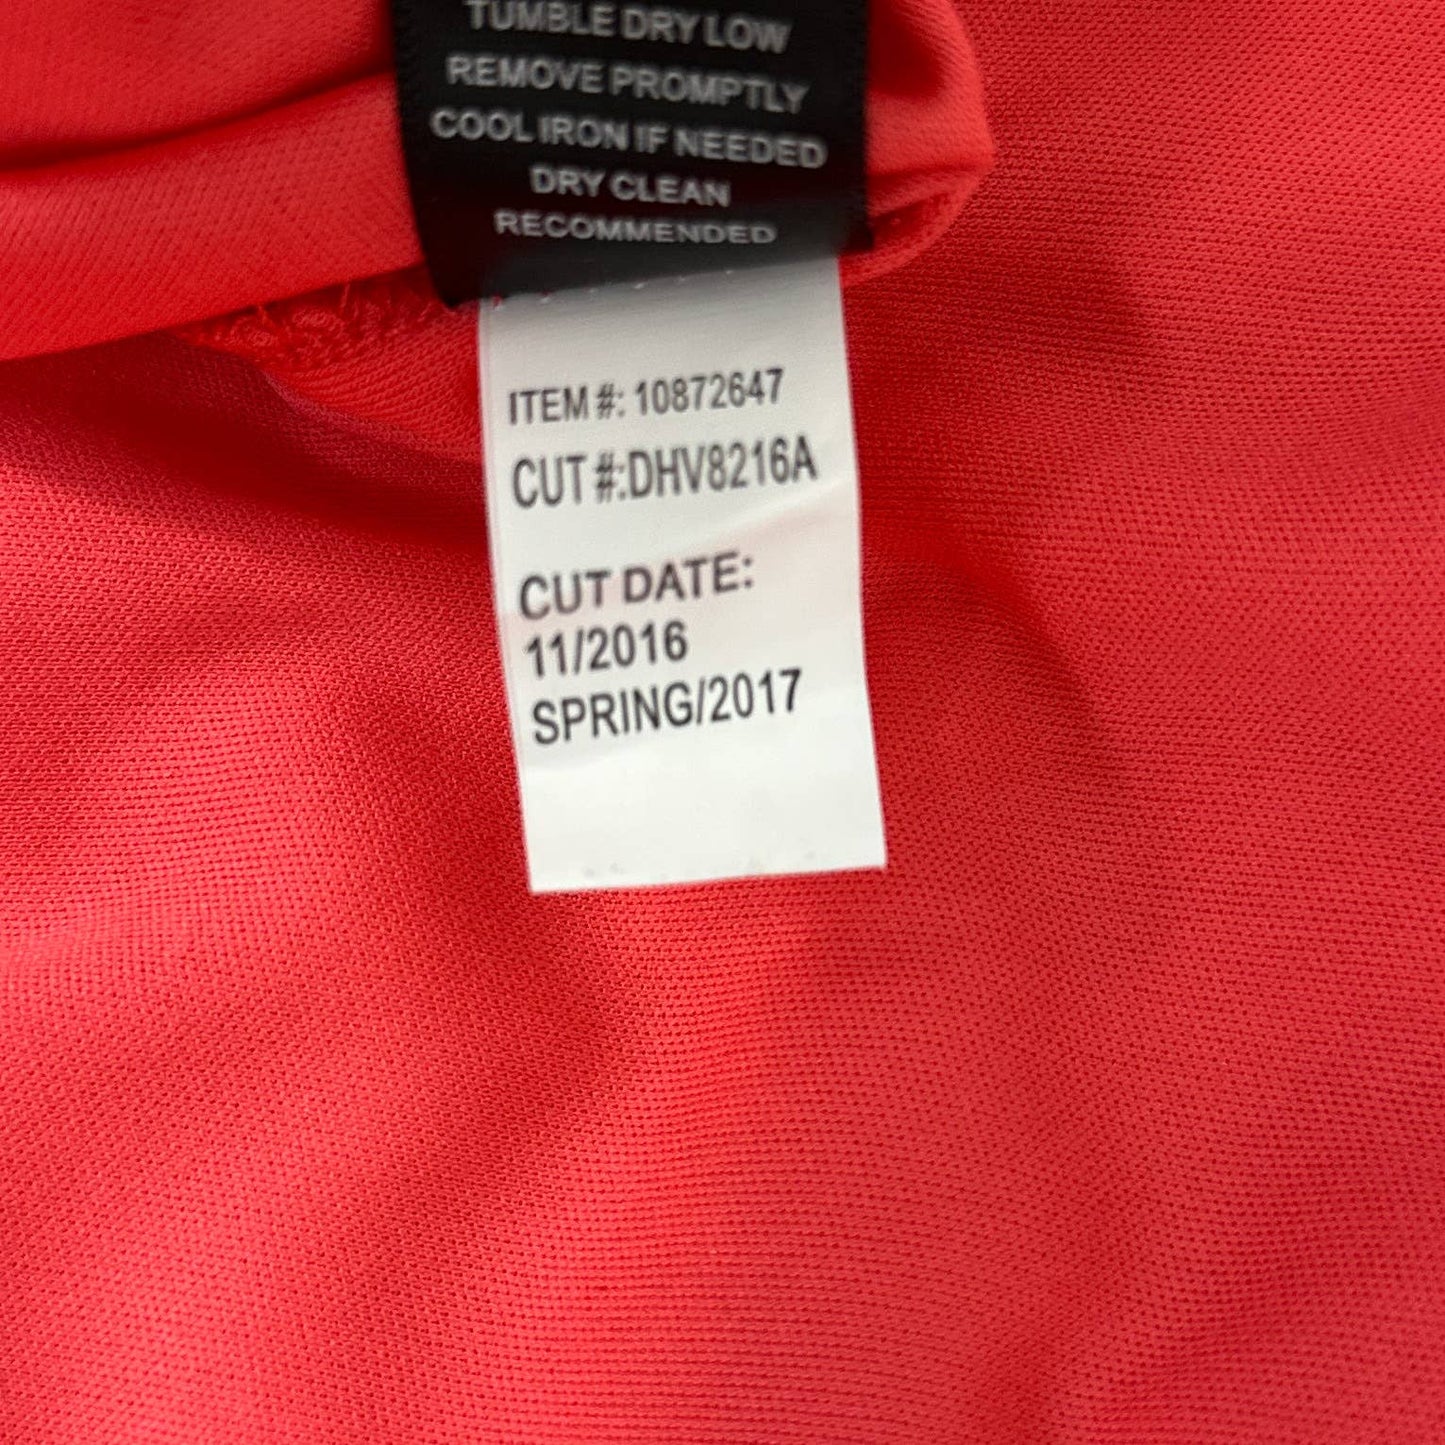 TUMBLE DRY LOW
REMOVE PROMPTLY
COOL IRON IF NEEDED
DRY CLEAN
RECOMMENDED
ITEM #: 10872647
CUT #:DHV8216A
CUT DATE:
11/2016
SPRING/2017